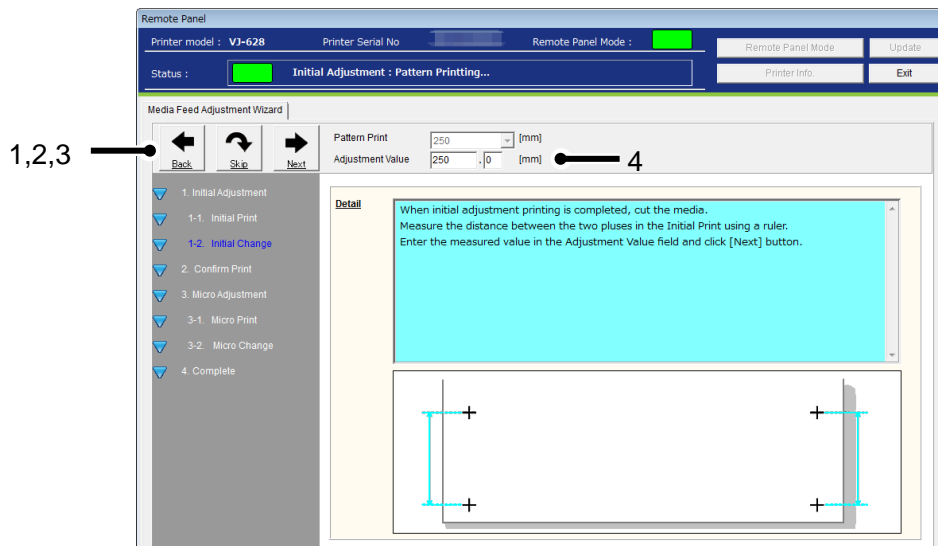 Remote Panel
Printer model : VJ-628 Printer Serial No Remote Panel Mode : Remote Panel Mode Update
Status : Initial Adjustment : Pattern Printting... Printer Info. Exit
Media Feed Adjustment Wizard
1,2,3
Back Skip Next
Pattern Print 250 [mm]
Adjustment Value 250 . 0 [mm] 4
1. Initial Adjustment
1-1. Initial Print
1-2. Initial Change
2. Confirm Print
3. Micro Adjustment
3-1. Micro Print
3-2. Micro Change
4. Complete
Detail
When initial adjustment printing is completed, cut the media.
Measure the distance between the two pluses in the Initial Print using a ruler.
Enter the measured value in the Adjustment Value field and click [Next] button.